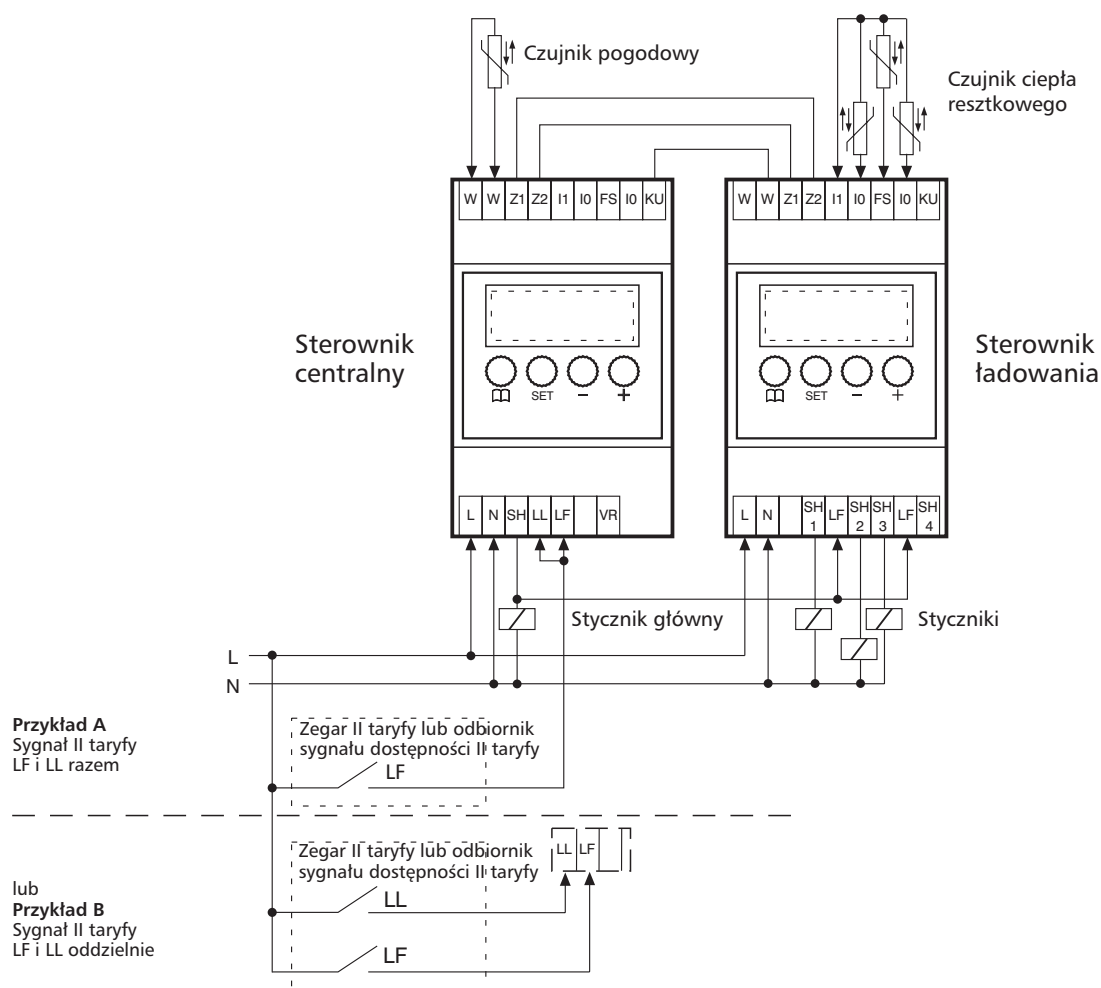 Czujnik pogodowy
Czujnik ciepła
resztkowego
W W Z1 Z2 I1 I0 FS I0 KU
W W Z1 Z2 I1 I0 FS I0 KU
Sterownik
centralny
SET − +
SET − +
Sterownik
ładowania
L N SH LL LF VR
L N SH 1 LF SH 2 SH 3 LF SH 4
Stycznik główny
Styczniki
L
N
Przykład A
Sygnał II taryfy
LF i LL razem
Zegar II taryfy lub odbiornik
sygnału dostępności II taryfy
LF
Zegar II taryfy lub odbiornik
sygnału dostępności II taryfy
LL LF
lub
Przykład B
Sygnał II taryfy
LF i LL oddzielnie
LL
LF